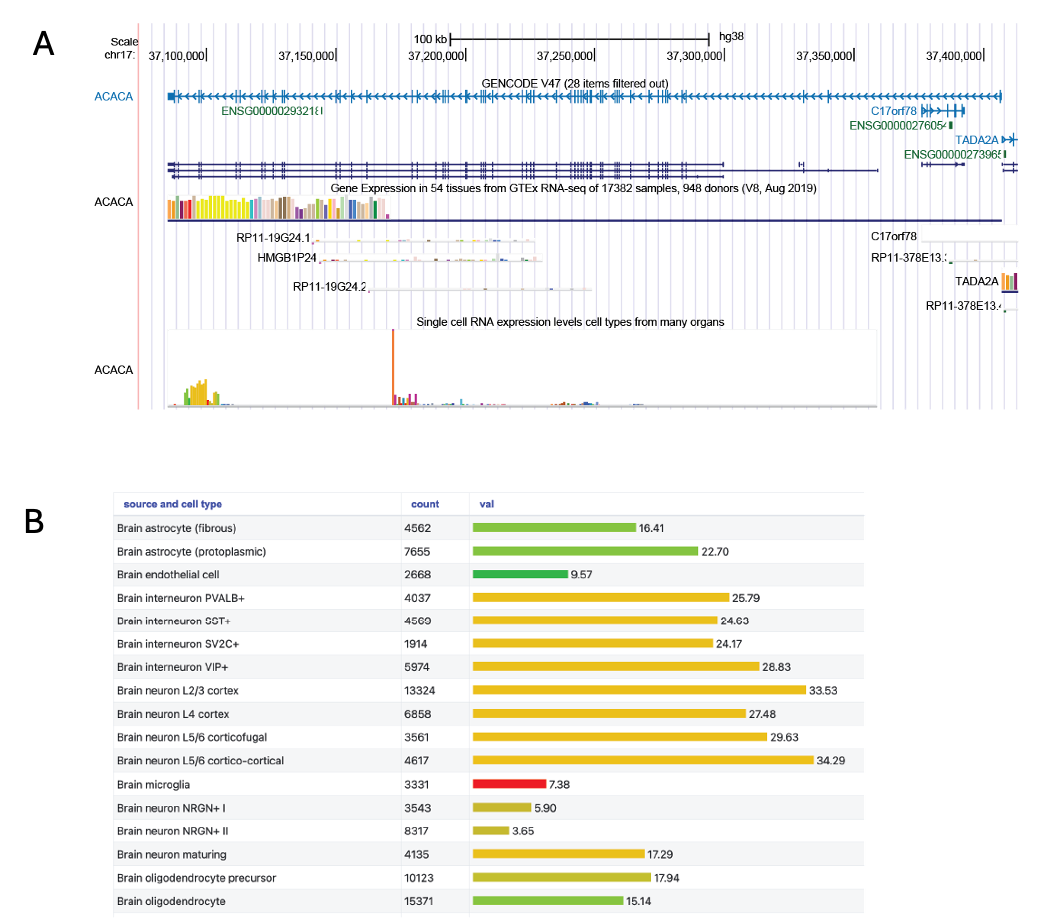 A
Scale
100 kb
hg38
chr17:
37,100,000
37,150,000
37,200,000
37,250,000
37,300,000
37,350,000
37,400,000
GENCODE V47 (28 items filtered out)
ACACA
ENSG0000029321
C17orf78
ENSG0000027605
TADA2A
ENSG0000027396
Gene Expression in 54 tissues from GTEx RNA-seq of 17382 samples, 948 donors (V8, Aug 2019)
ACACA
RP11-19G24.1
C17orf78
HMGB1P24
RP11-378E13.
TADA2A
RP11-19G24.2
RP11-378E13.
Single cell RNA expression levels cell types from many organs
ACACA
B
source and cell type count val
Brain astrocyte (fibrous) 4562 16.41
Brain astrocyte (protoplasmic) 7655 22.70
Brain endothelial cell 2668 9.57
Brain interneuron PVALB+ 4037 25.79
Brain interneuron SST+ 4569 24.63
Brain interneuron SV2C+ 1914 24.17
Brain interneuron VIP+ 5974 28.83
Brain neuron L2/3 cortex 13324 33.53
Brain neuron L4 cortex 6858 27.48
Brain neuron L5/6 corticofugal 3561 29.63
Brain neuron L5/6 cortico-cortical 4617 34.29
Brain microglia 3331 7.38
Brain neuron NRGN+ I 3543 5.90
Brain neuron NRGN+ II 8317 3.65
Brain neuron maturing 4135 17.29
Brain oligodendrocyte precursor 10123 17.94
Brain oligodendrocyte 15371 15.14